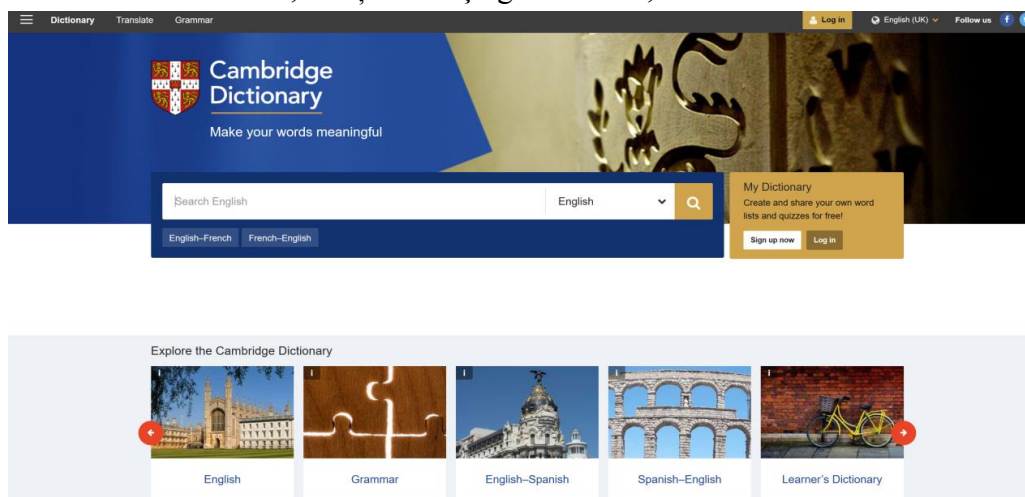 Dictionary Translate Grammar Log in English (UK) Follow us
Cambridge
Dictionary
Make your words meaningful
Search English English
English–French French–English
My Dictionary
Create and share your own word
lists and quizzes for free!
Sign up now Log in
Explore the Cambridge Dictionary
English Grammar English–Spanish Spanish–English Learner's Dictionary